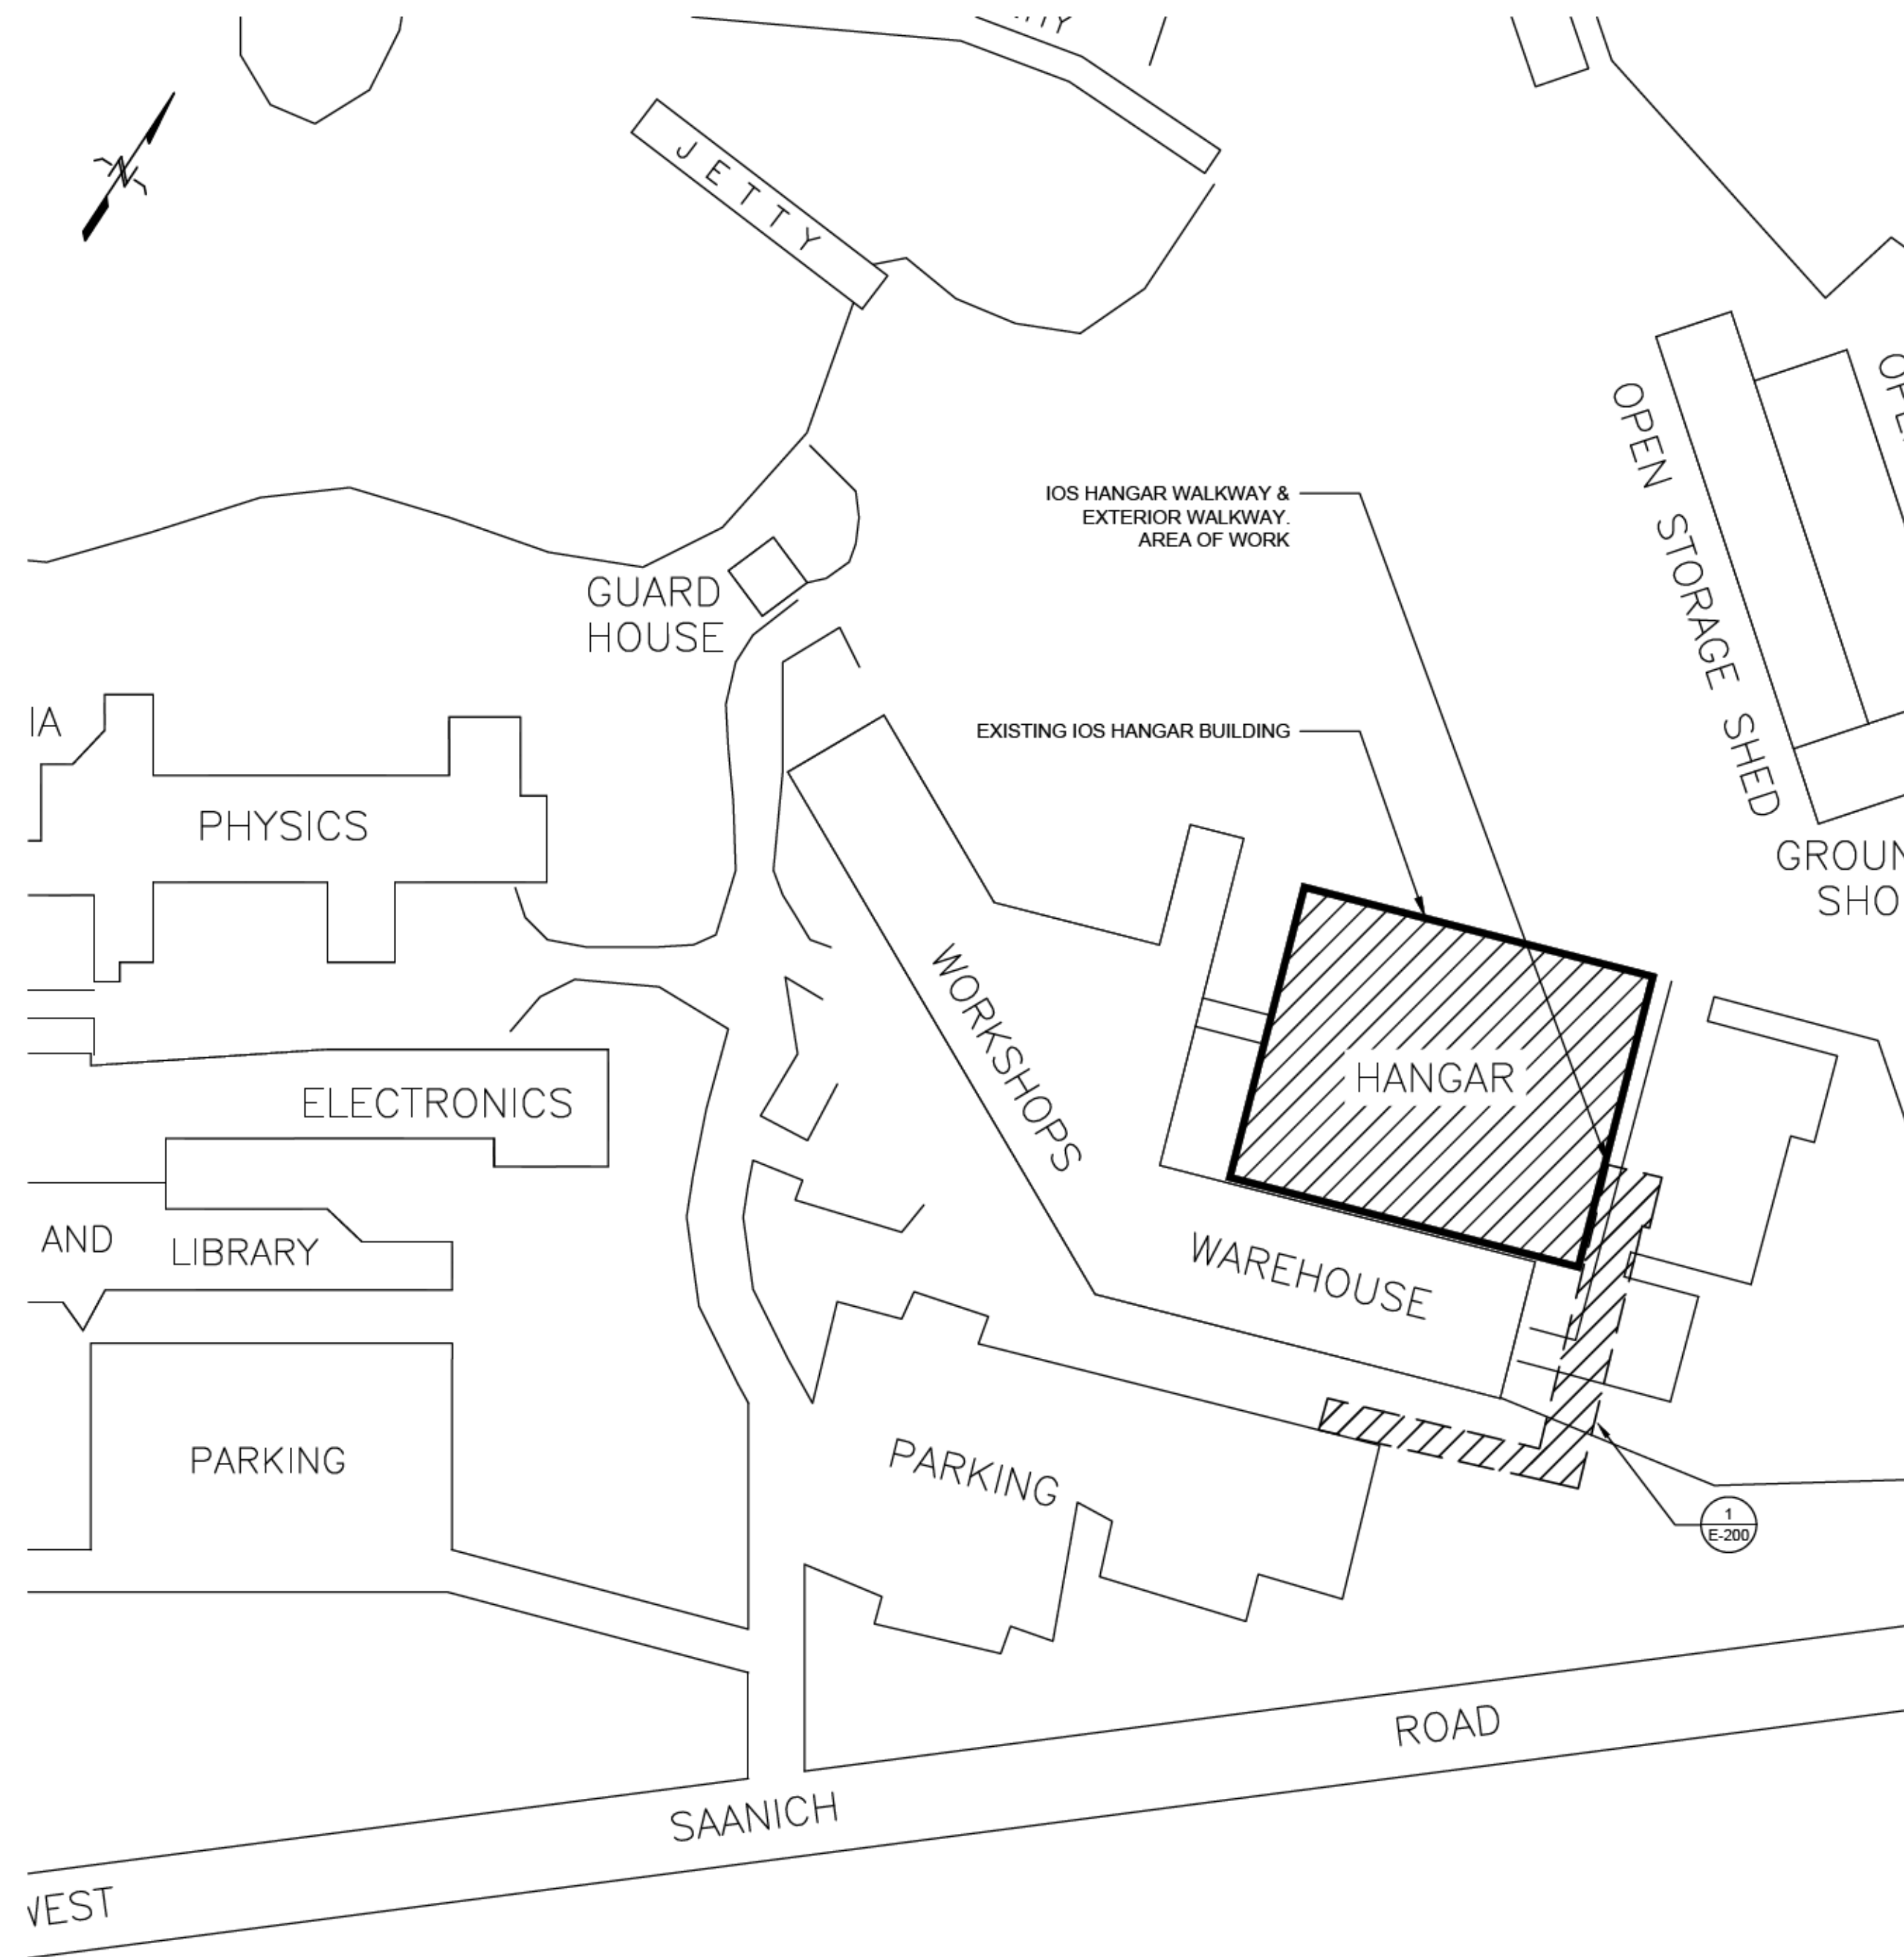 N
JETTY
IOS HANGAR WALKWAY &
EXTERIOR WALKWAY.
AREA OF WORK
OPEN STORAGE SHED
GUARD
HOUSE
IA
EXISTING IOS HANGAR BUILDING
PHYSICS
GROUN
SHO
WORKSHOPS
HANGAR
ELECTRONICS
AND
LIBRARY
WAREHOUSE
PARKING
PARKING
1
E-200
ROAD
SAANICH
WEST